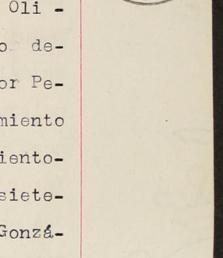 Oli -
o de-
or Pe-
miento
iento-
siete-
Gonzá-